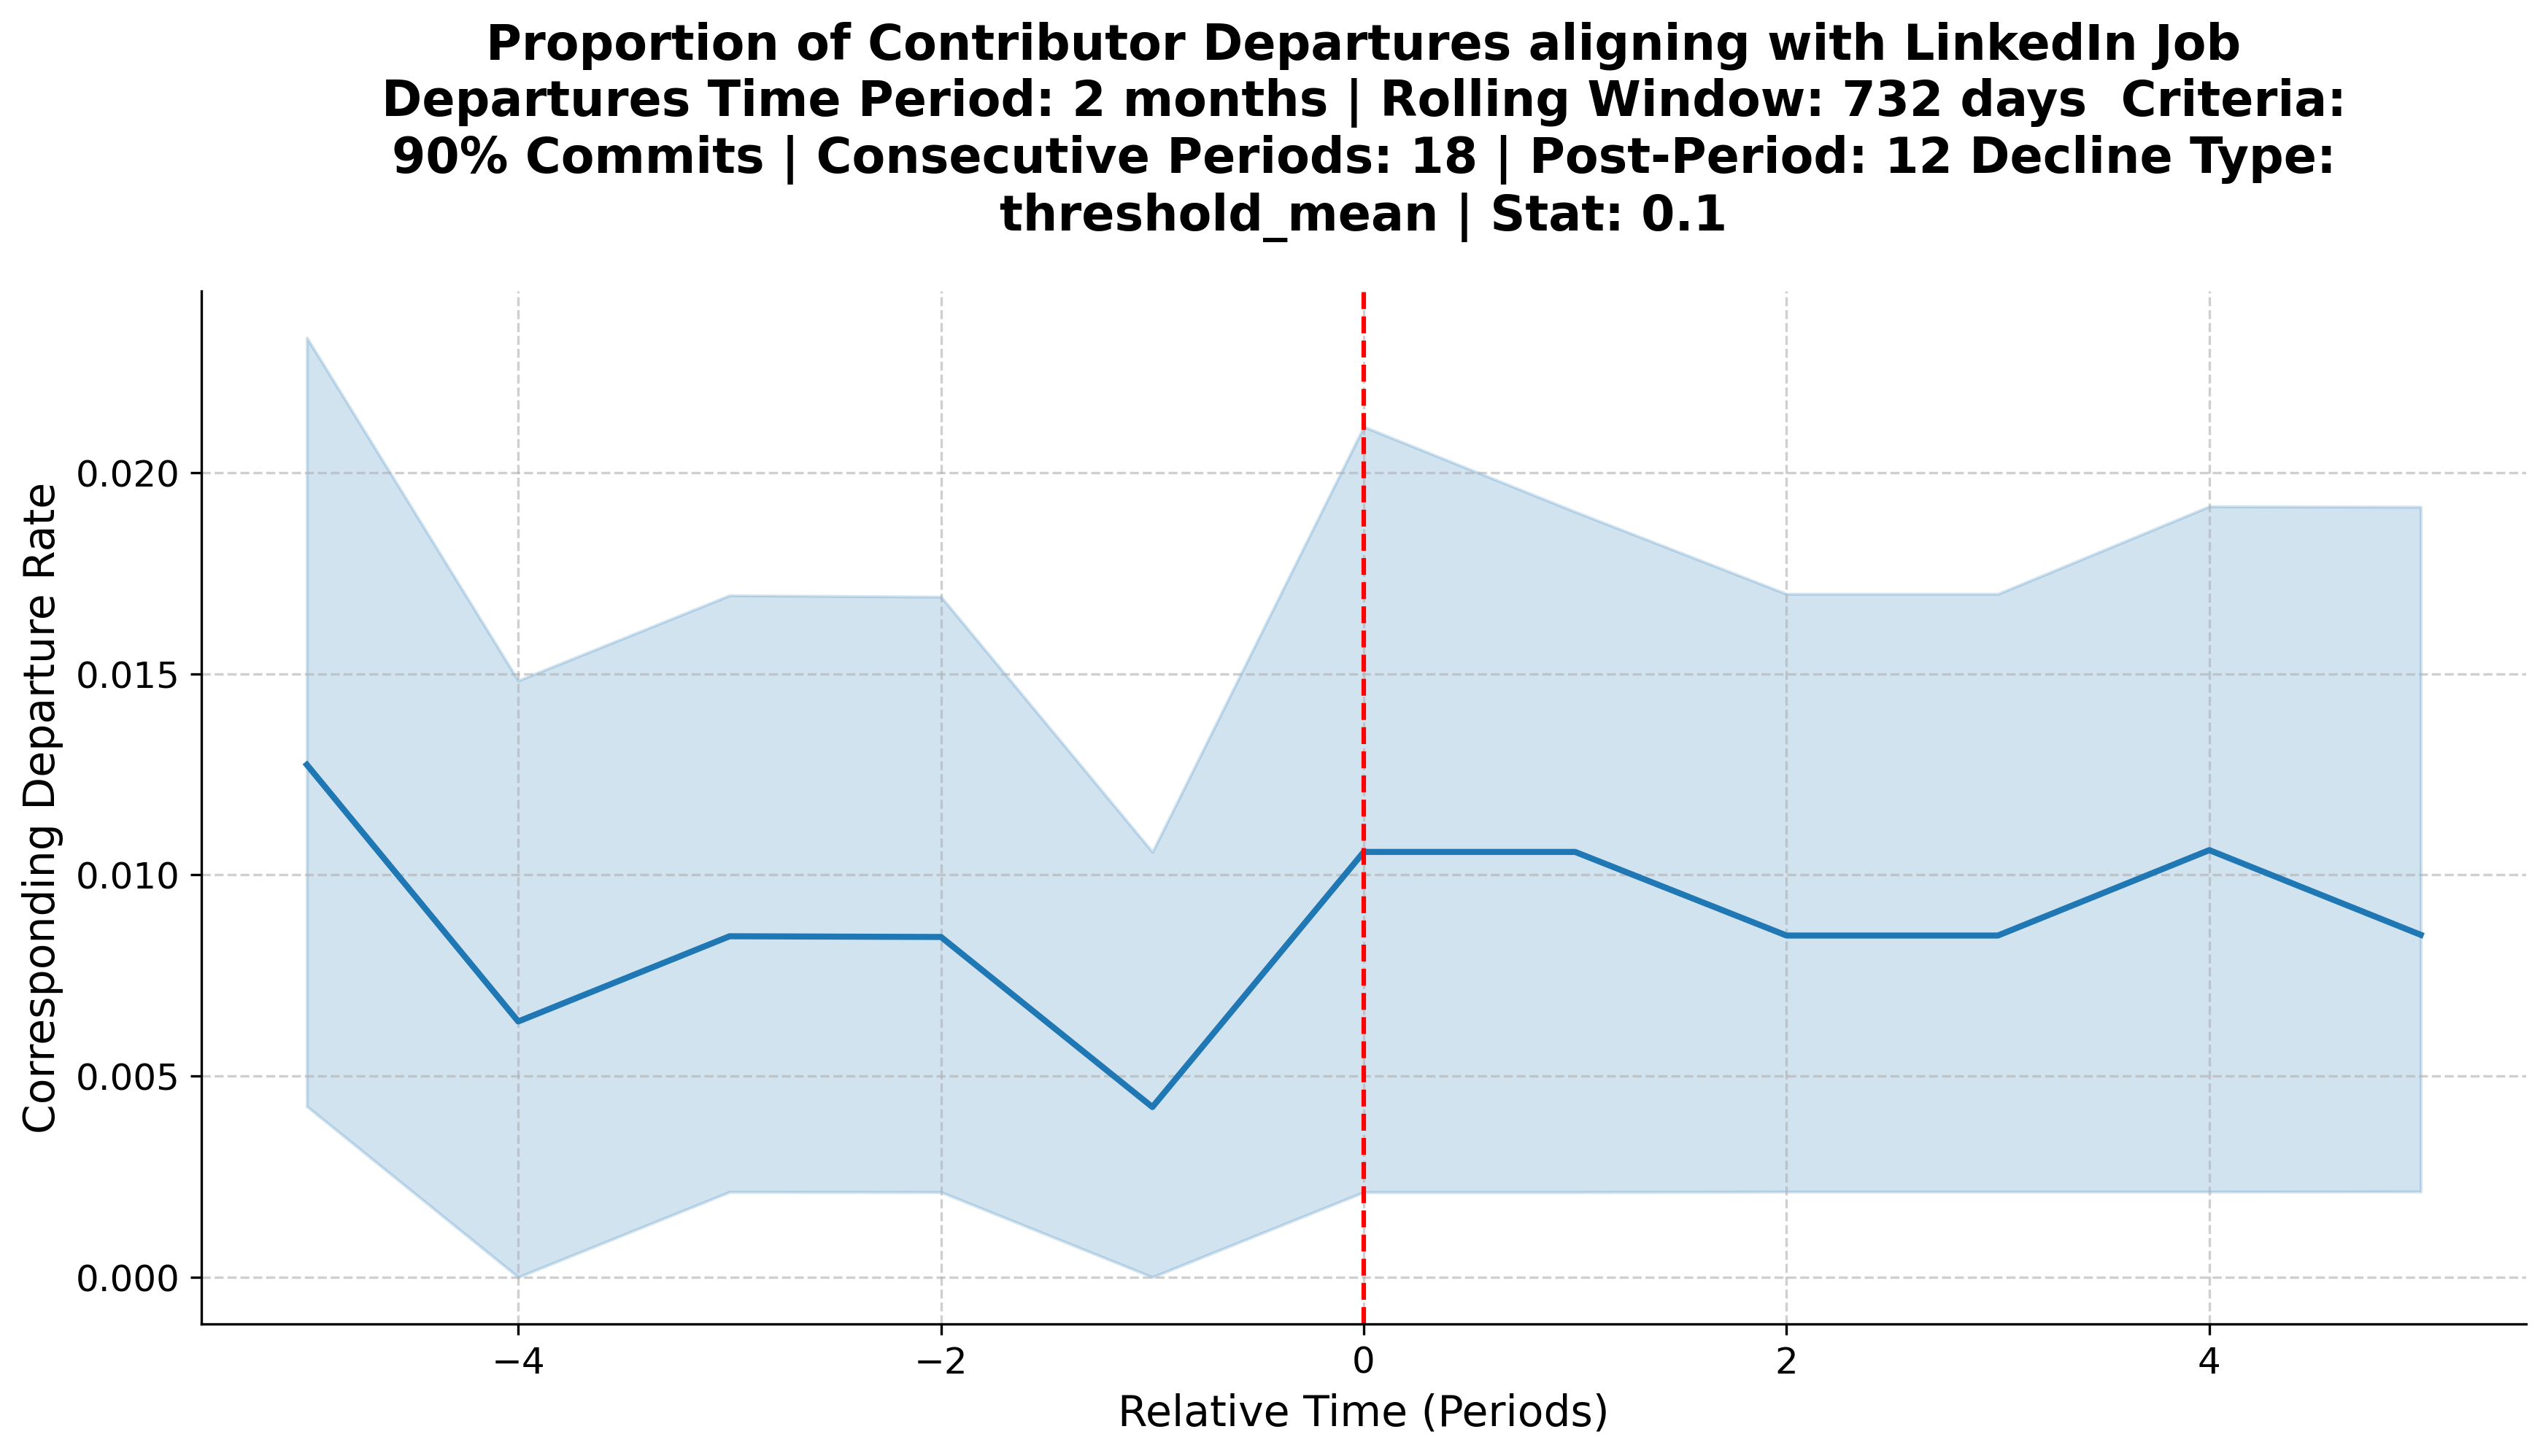 Proportion of Contributor Departures aligning with LinkedIn Job
Departures Time Period: 2 months | Rolling Window: 732 days  Criteria:
90% Commits | Consecutive Periods: 18 | Post-Period: 12 Decline Type:
threshold_mean | Stat: 0.1
Corresponding Departure Rate
0.020
0.015
0.010
0.005
0.000
−4
−2
0
2
4
Relative Time (Periods)